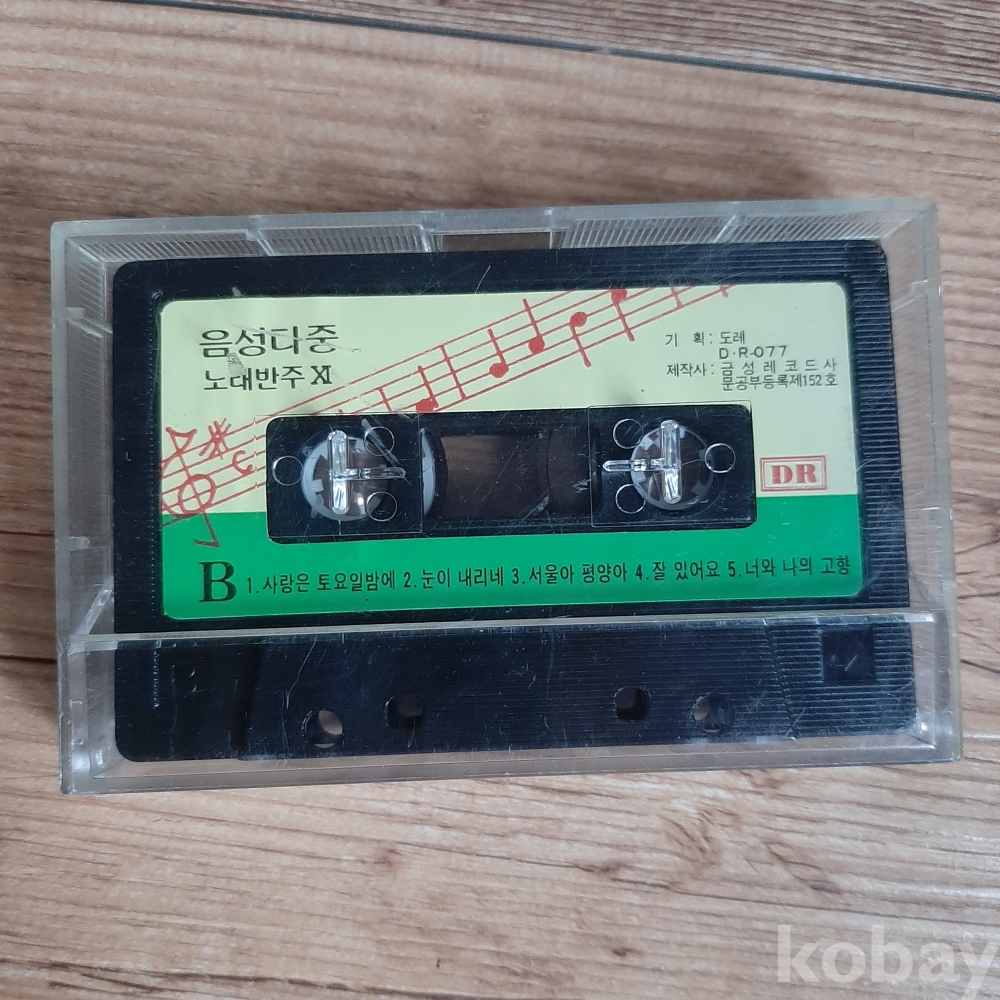 음성다중
노래반주 XI
기 획 : 도레
D·R-077
제작사 : 금성레코드사
문공부등록제152호
DR
B 1.사랑은 토요일밤에 2.눈이 내리네 3.서울아 평양아 4.잘 있어요 5.너와 나의 고향
kobay